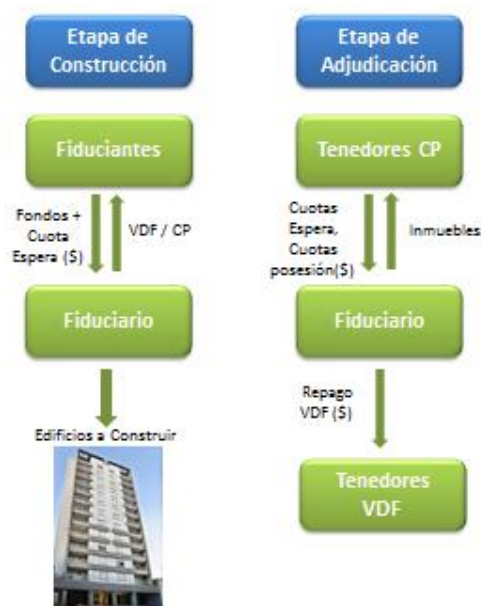 Etapa de
Construcción
Etapa de
Adjudicación
Fiduciantes
Tenedores CP
Fondos +
Cuota
Espera ($)
VDF / CP
Cuotas
Espera,
Cuotas
posesión($)
Inmuebles
Fiduciario
Fiduciario
Edificios a Construir
Repago
VDF ($)
Tenedores
VDF